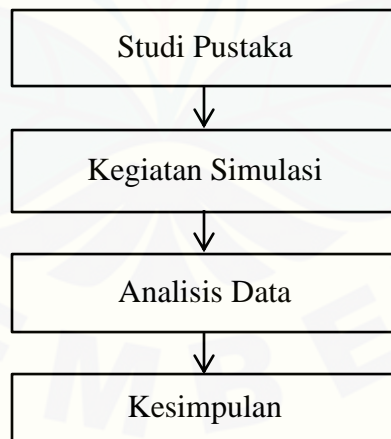 Studi Pustaka
Kegiatan Simulasi
Analisis Data
Kesimpulan